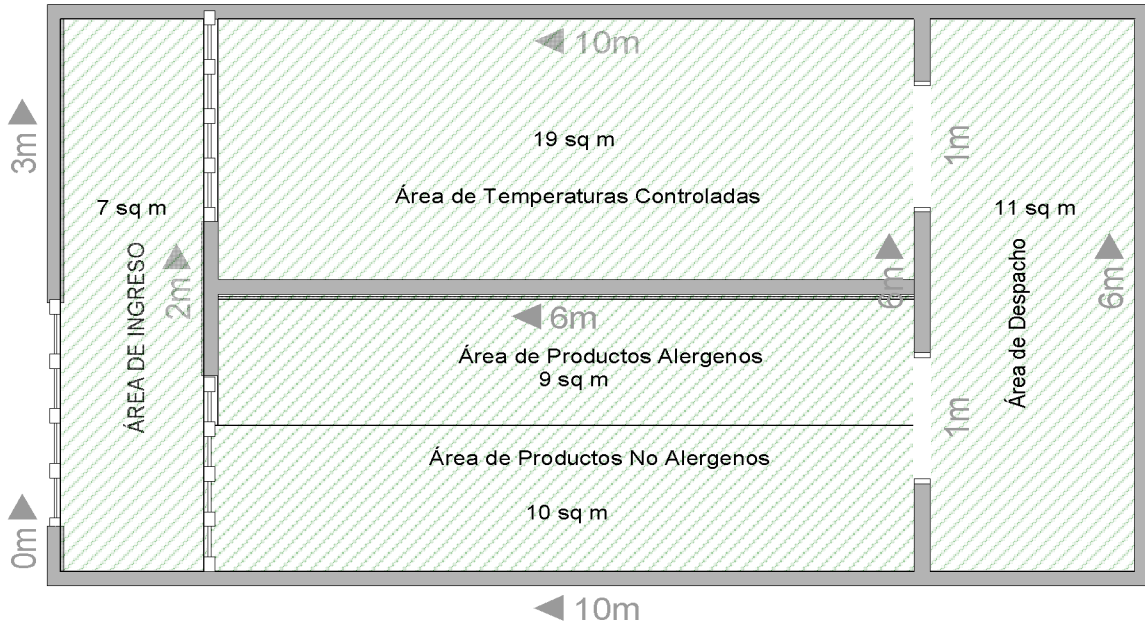 10m
3m
19 sq m
1m
Área de Temperaturas Controladas
7 sq m
11 sq m
ÁREA DE INGRESO
2m
6m
Área de Despacho
6m
6m
Área de Productos Alergenos
9 sq m
1m
Área de Productos No Alergenos
10 sq m
0m
10m